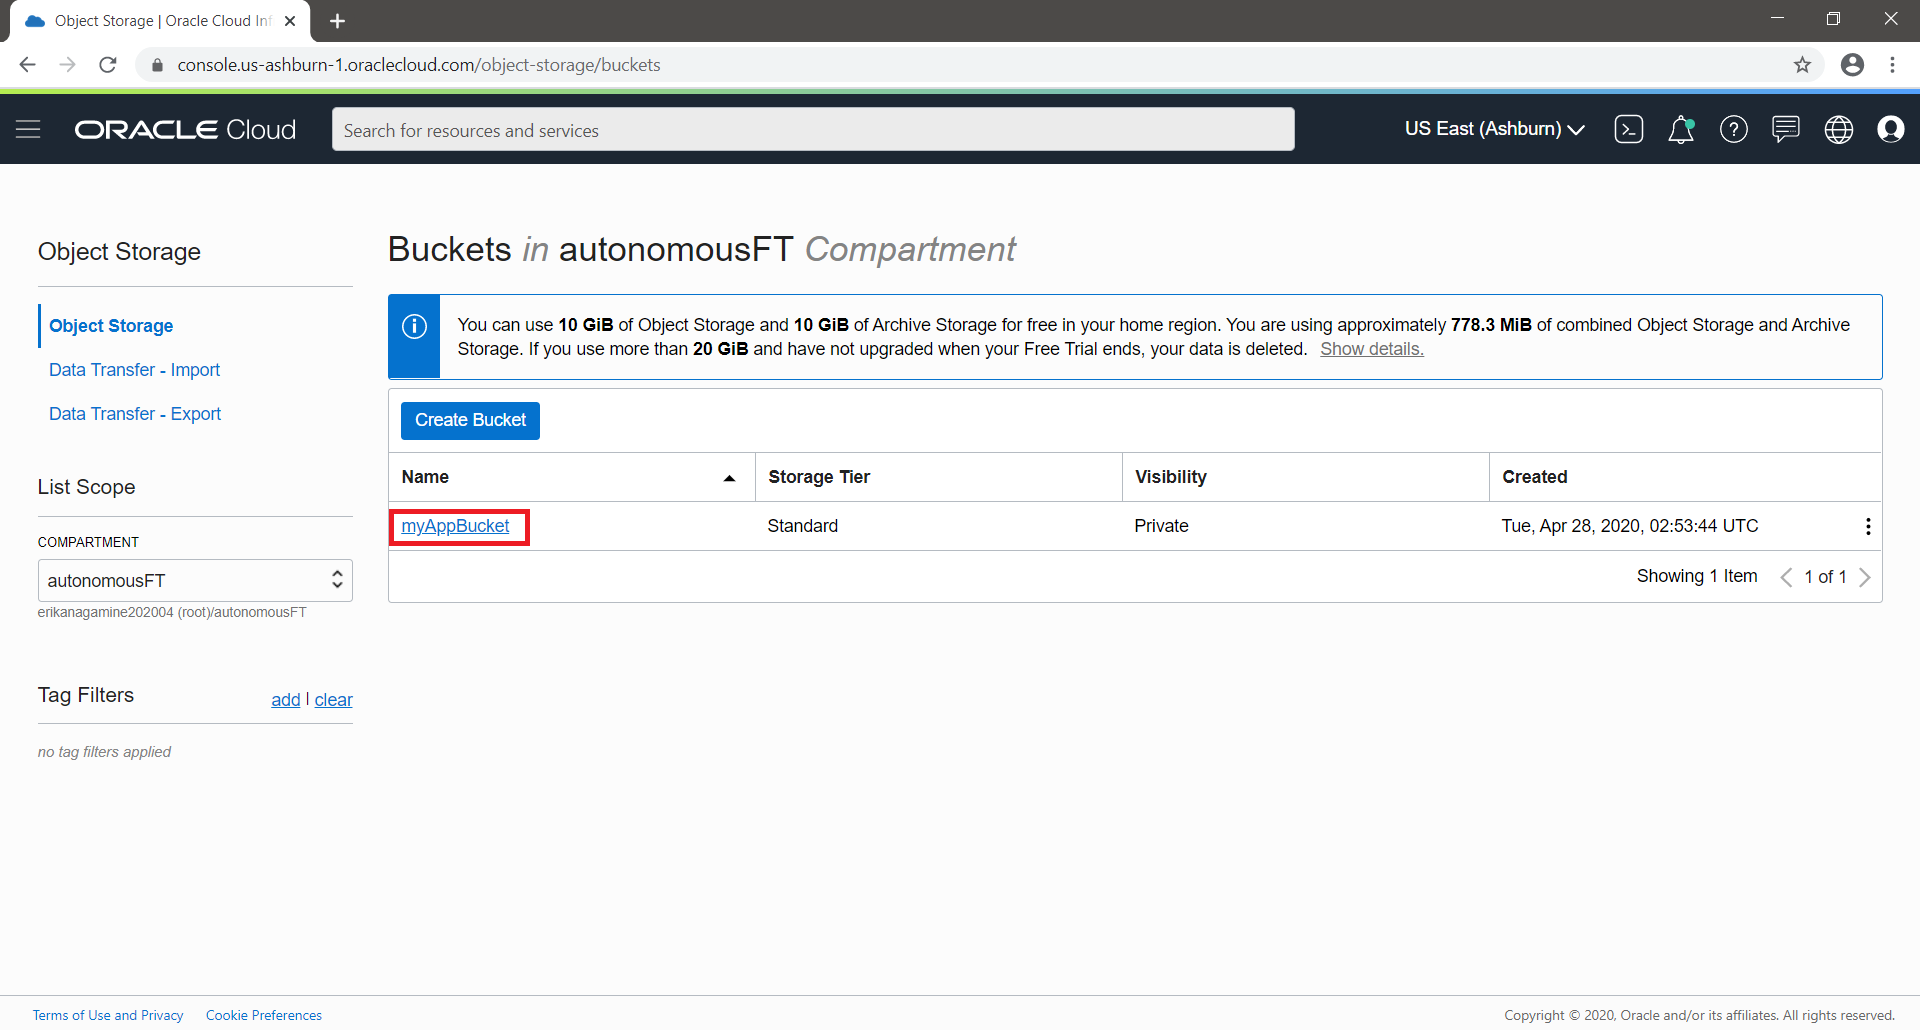 Object Storage | Oracle Cloud Inf
console.us-ashburn-1.oraclecloud.com/object-storage/buckets
ORACLE Cloud
Search for resources and services
US East (Ashburn)
Object Storage
Object Storage
Data Transfer - Import
Data Transfer - Export
List Scope
COMPARTMENT
autonomousFT
erikanagamine202004 (root)/autonomousFT
Tag Filters
add | clear
no tag filters applied
Buckets in autonomousFT Compartment
You can use 10 GiB of Object Storage and 10 GiB of Archive Storage for free in your home region. You are using approximately 778.3 MiB of combined Object Storage and Archive
Storage. If you use more than 20 GiB and have not upgraded when your Free Trial ends, your data is deleted. Show details.
Create Bucket
Name Storage Tier Visibility Created
myAppBucket Standard Private Tue, Apr 28, 2020, 02:53:44 UTC
Showing 1 Item 1 of 1
Terms of Use and Privacy Cookie Preferences
Copyright © 2020, Oracle and/or its affiliates. All rights reserved.